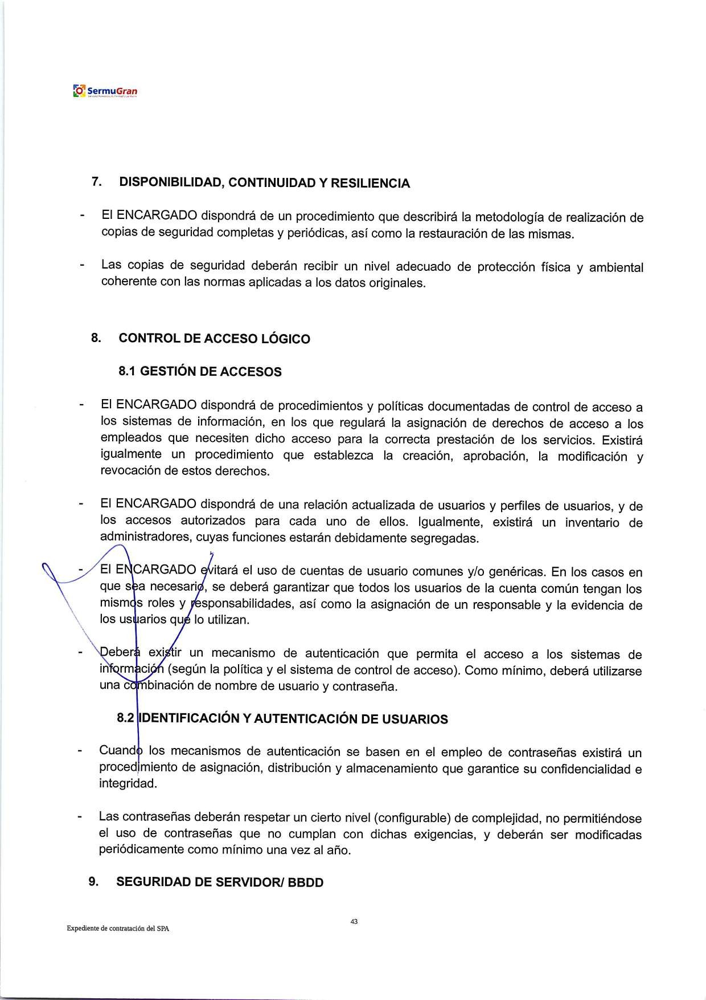 SermuGran
7. DISPONIBILIDAD, CONTINUIDAD Y RESILIENCIA
- El ENCARGADO dispondrá de un procedimiento que describirá la metodología de realización de
copias de seguridad completas y periódicas, así como la restauración de las mismas.
- Las copias de seguridad deberán recibir un nivel adecuado de protección física y ambiental
coherente con las normas aplicadas a los datos originales.
8. CONTROL DE ACCESO LÓGICO
8.1 GESTIÓN DE ACCESOS
- El ENCARGADO dispondrá de procedimientos y políticas documentadas de control de acceso a
los sistemas de información, en los que regulará la asignación de derechos de acceso a los
empleados que necesiten dicho acceso para la correcta prestación de los servicios. Existirá
igualmente un procedimiento que establezca la creación, aprobación, la modificación y
revocación de estos derechos.
- El ENCARGADO dispondrá de una relación actualizada de usuarios y perfiles de usuarios, y de
los accesos autorizados para cada uno de ellos. Igualmente, existirá un inventario de
administradores, cuyas funciones estarán debidamente segregadas.
- El ENCARGADO evitará el uso de cuentas de usuario comunes y/o genéricas. En los casos en
que sea necesario, se deberá garantizar que todos los usuarios de la cuenta común tengan los
mismos roles y responsabilidades, así como la asignación de un responsable y la evidencia de
los usuarios que lo utilizan.
- Deberá existir un mecanismo de autenticación que permita el acceso a los sistemas de
información (según la política y el sistema de control de acceso). Como mínimo, deberá utilizarse
una combinación de nombre de usuario y contraseña.
8.2 IDENTIFICACIÓN Y AUTENTICACIÓN DE USUARIOS
- Cuando los mecanismos de autenticación se basen en el empleo de contraseñas existirá un
procedimiento de asignación, distribución y almacenamiento que garantice su confidencialidad e
integridad.
- Las contraseñas deberán respetar un cierto nivel (configurable) de complejidad, no permitiéndose
el uso de contraseñas que no cumplan con dichas exigencias, y deberán ser modificadas
periódicamente como mínimo una vez al año.
9. SEGURIDAD DE SERVIDOR/ BBDD
43
Expediente de contratación del SPA